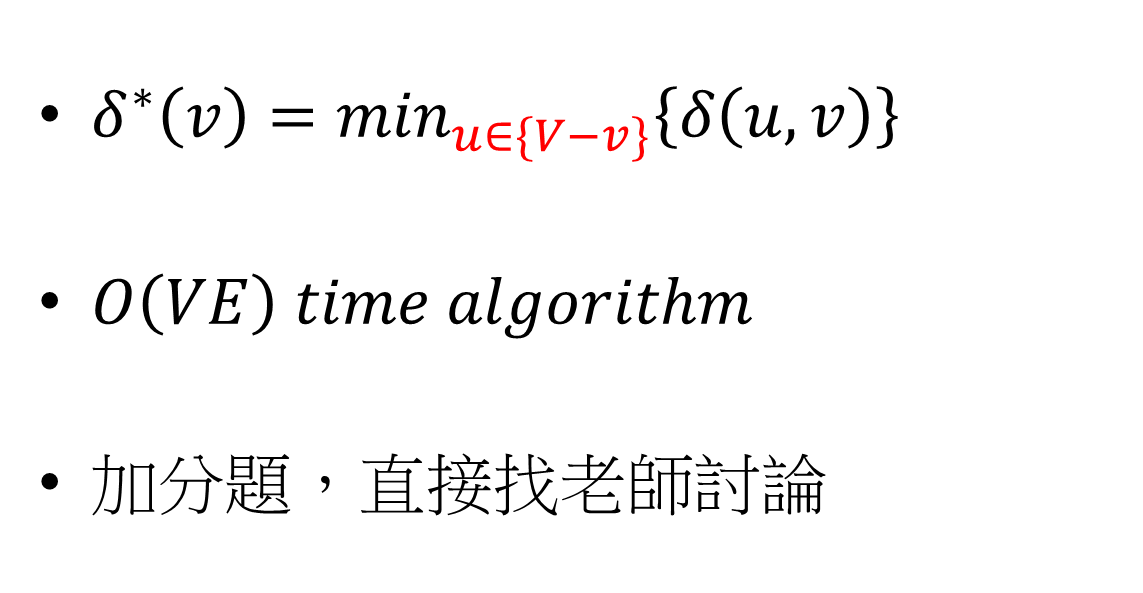 • δ*(v) = min_{u∈{V−v}}{δ(u, v)}
• O(VE) time algorithm
• 加分題，直接找老師討論